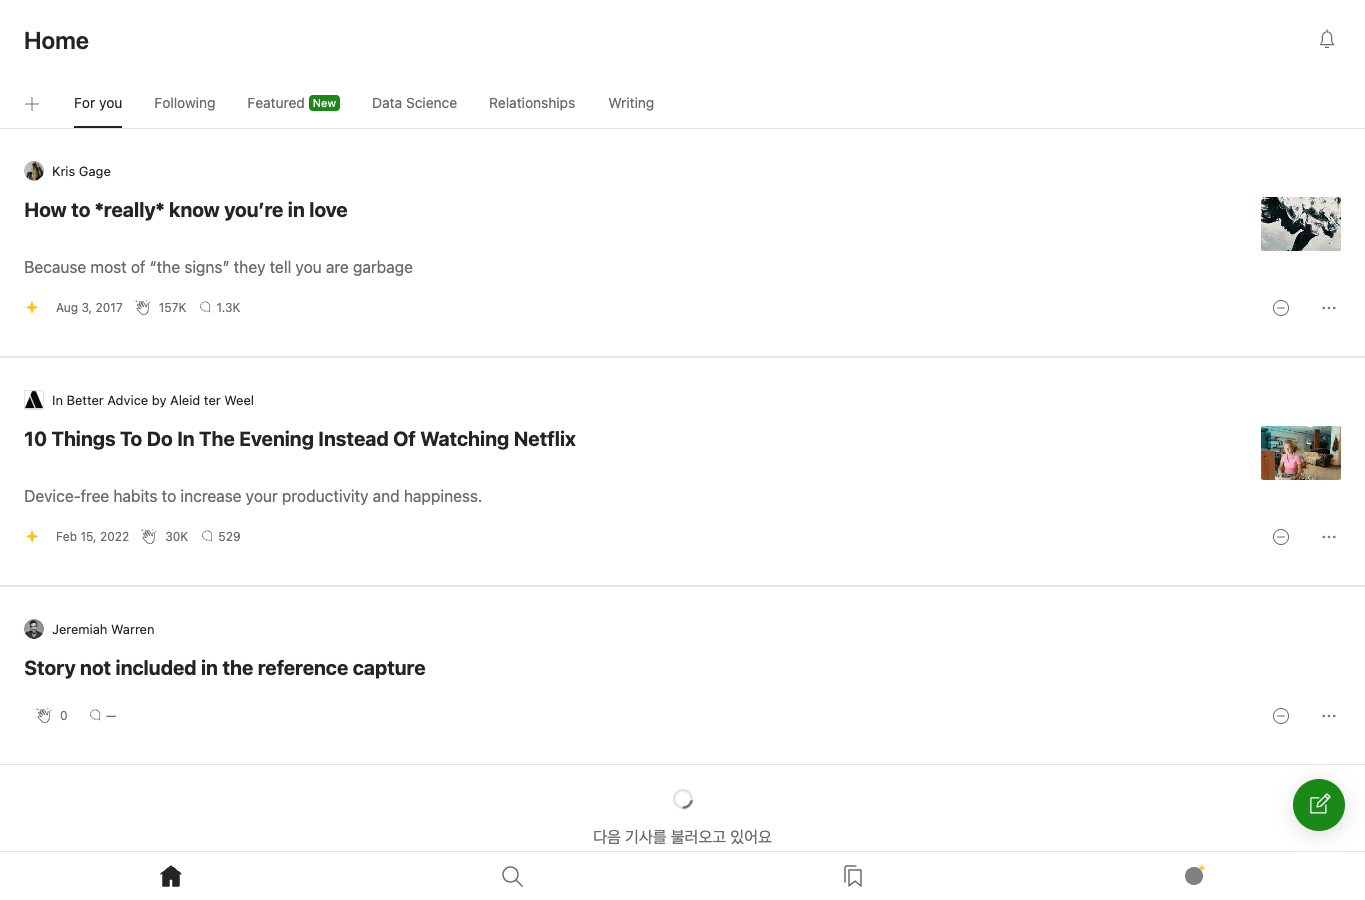 Home
For you
Following
Featured New
Data Science
Relationships
Writing
Kris Gage
How to *really* know you’re in love
Because most of “the signs” they tell you are garbage
Aug 3, 2017 157K 1.3K
In Better Advice by Aleid ter Weel
10 Things To Do In The Evening Instead Of Watching Netflix
Device-free habits to increase your productivity and happiness.
Feb 15, 2022 30K 529
Jeremiah Warren
Story not included in the reference capture
0 —
다음 기사를 불러오고 있어요